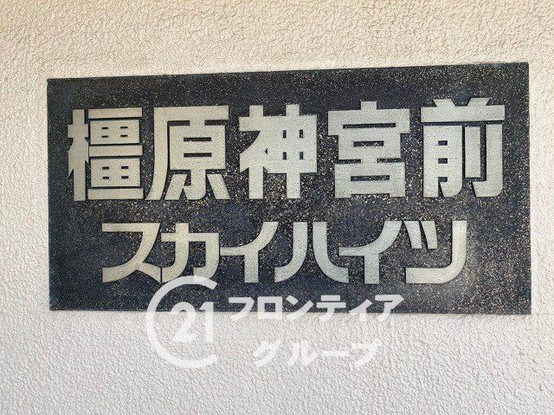 橿原神宮前
スカイハイツ
C21 フロンティア
グループ